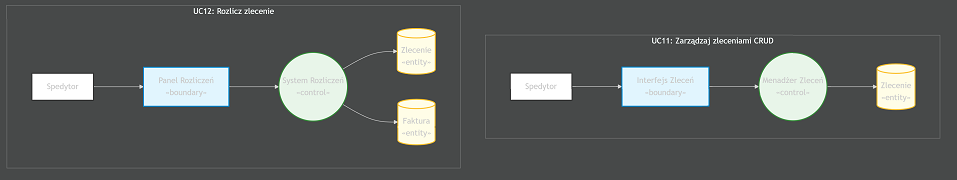 UC12: Rozlicz zlecenie
Spedytor
Panel Rozliczeń
«boundary»
System Rozliczeń
«control»
Zlecenie
«entity»
Faktura
«entity»
UC11: Zarządzaj zleceniami CRUD
Spedytor
Interfejs Zleceń
«boundary»
Menadżer Zleceń
«control»
Zlecenie
«entity»